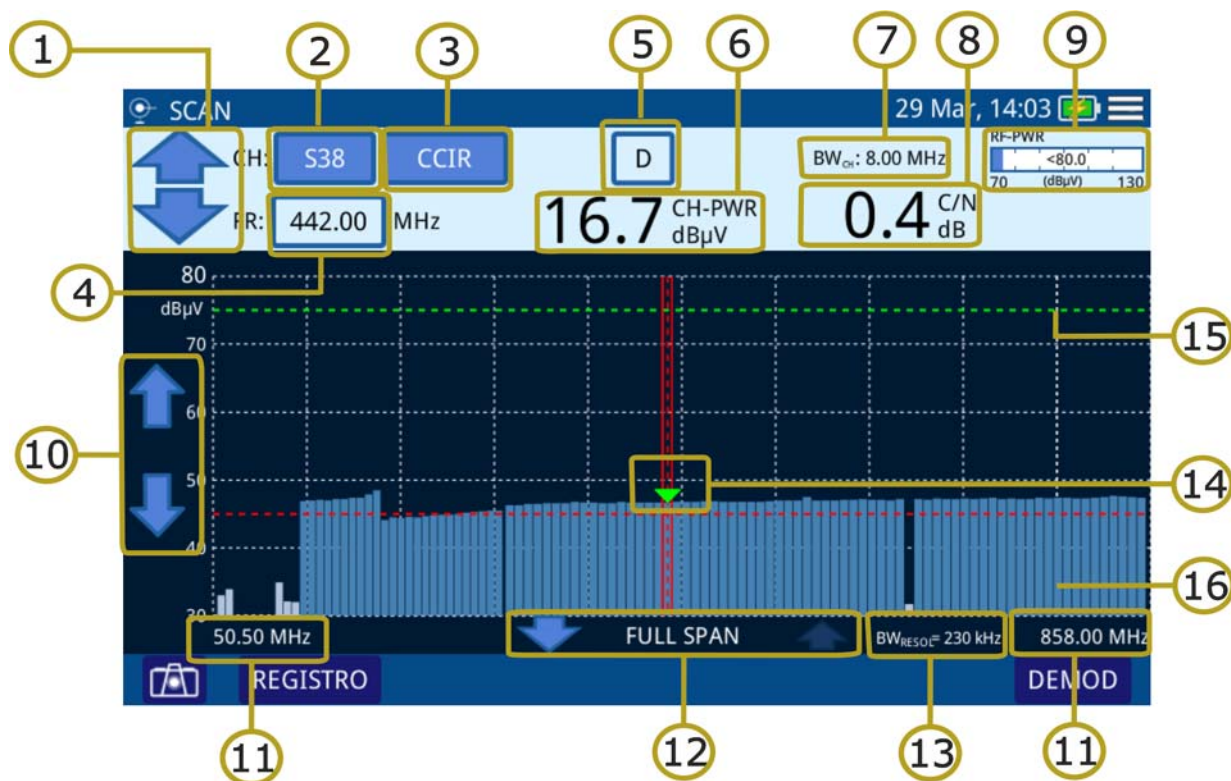 1
2
3
5
6
7
8
9
SCAN
29 Mar, 14:03
CH:
S38
CCIR
D
BWCH: 8.00 MHz
RF-PWR
<80.0
70
(dBµV)
130
FR:
442.00
MHz
16.7
CH-PWR
dBµV
0.4
C/N
dB
4
80
dBµV
15
70
60
10
50
14
40
16
30
50.50 MHz
FULL SPAN
BWRESOL= 230 kHz
858.00 MHz
REGISTRO
DEMOD
11
12
13
11